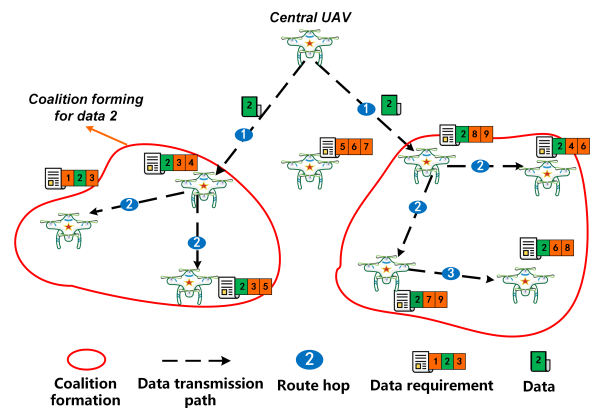 Central UAV
2
1
1
2
Coalition forming
for data 2
5 6 7
2 8 9
2 3 4
2 4 6
1 2 3
2
2
2
2
2 6 8
3
2 3 5
2 7 9
2
1 2 3
2
Coalition
formation
Data transmission
path
Route hop
Data requirement
Data